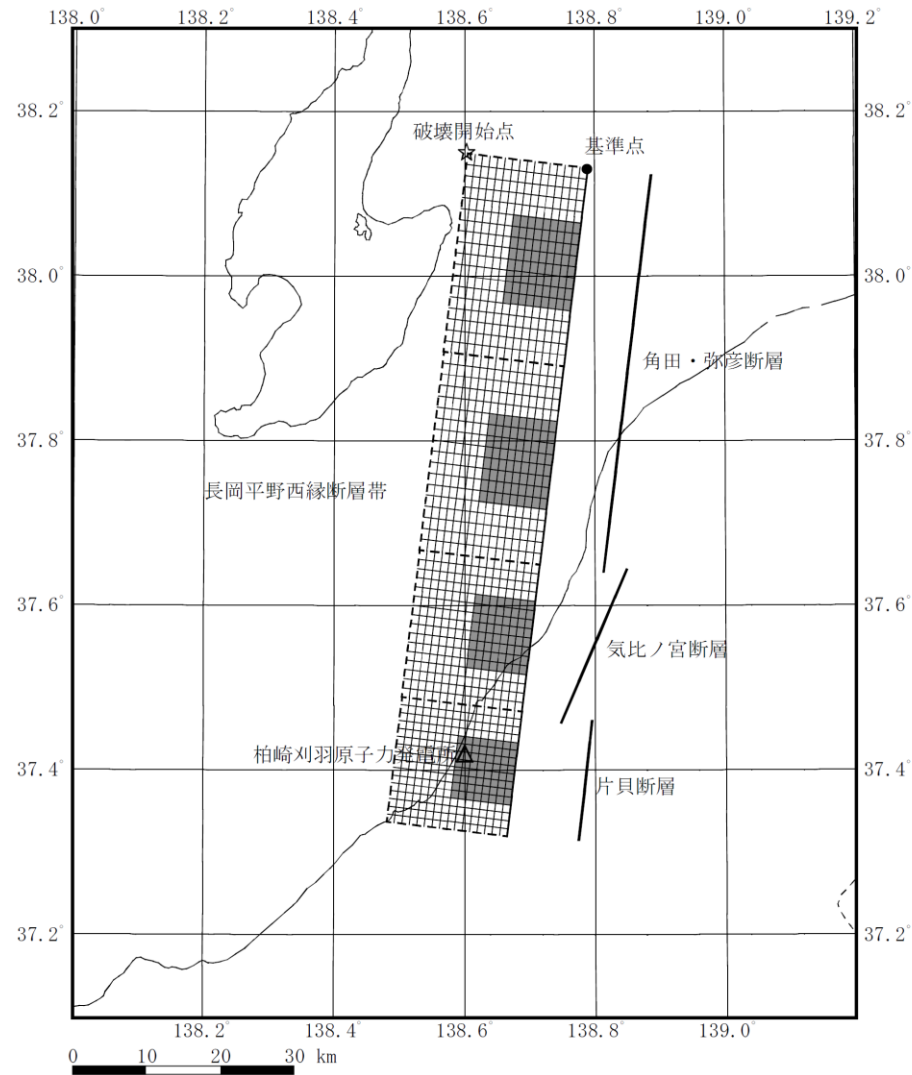 138.0° 138.2° 138.4° 138.6° 138.8° 139.0° 139.2°
38.2° 38.2°
破壊開始点
基準点
38.0° 38.0°
角田・弥彦断層
37.8° 37.8°
長岡平野西縁断層帯
37.6° 37.6°
気比ノ宮断層
柏崎刈羽原子力発電所
37.4° 37.4°
片貝断層
37.2° 37.2°
138.2° 138.4° 138.6° 138.8° 139.0°
0 10 20 30 km